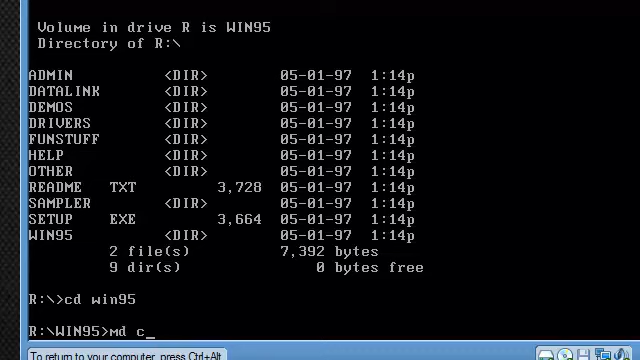 Volume in drive R is WIN95
Directory of R:\
ADMIN <DIR> 05-01-97 1:14p
DATALINK <DIR> 05-01-97 1:14p
DEMOS <DIR> 05-01-97 1:14p
DRIVERS <DIR> 05-01-97 1:14p
FUNSTUFF <DIR> 05-01-97 1:14p
HELP <DIR> 05-01-97 1:14p
OTHER <DIR> 05-01-97 1:14p
README TXT 3,728 05-01-97 1:14p
SAMPLER <DIR> 05-01-97 1:14p
SETUP EXE 3,664 05-01-97 1:14p
WIN95 <DIR> 05-01-97 1:14p
2 file(s) 7,392 bytes
9 dir(s) 0 bytes free
R:\>cd win95
R:\WIN95>md c_
To return to your computer, press Ctrl+Alt.